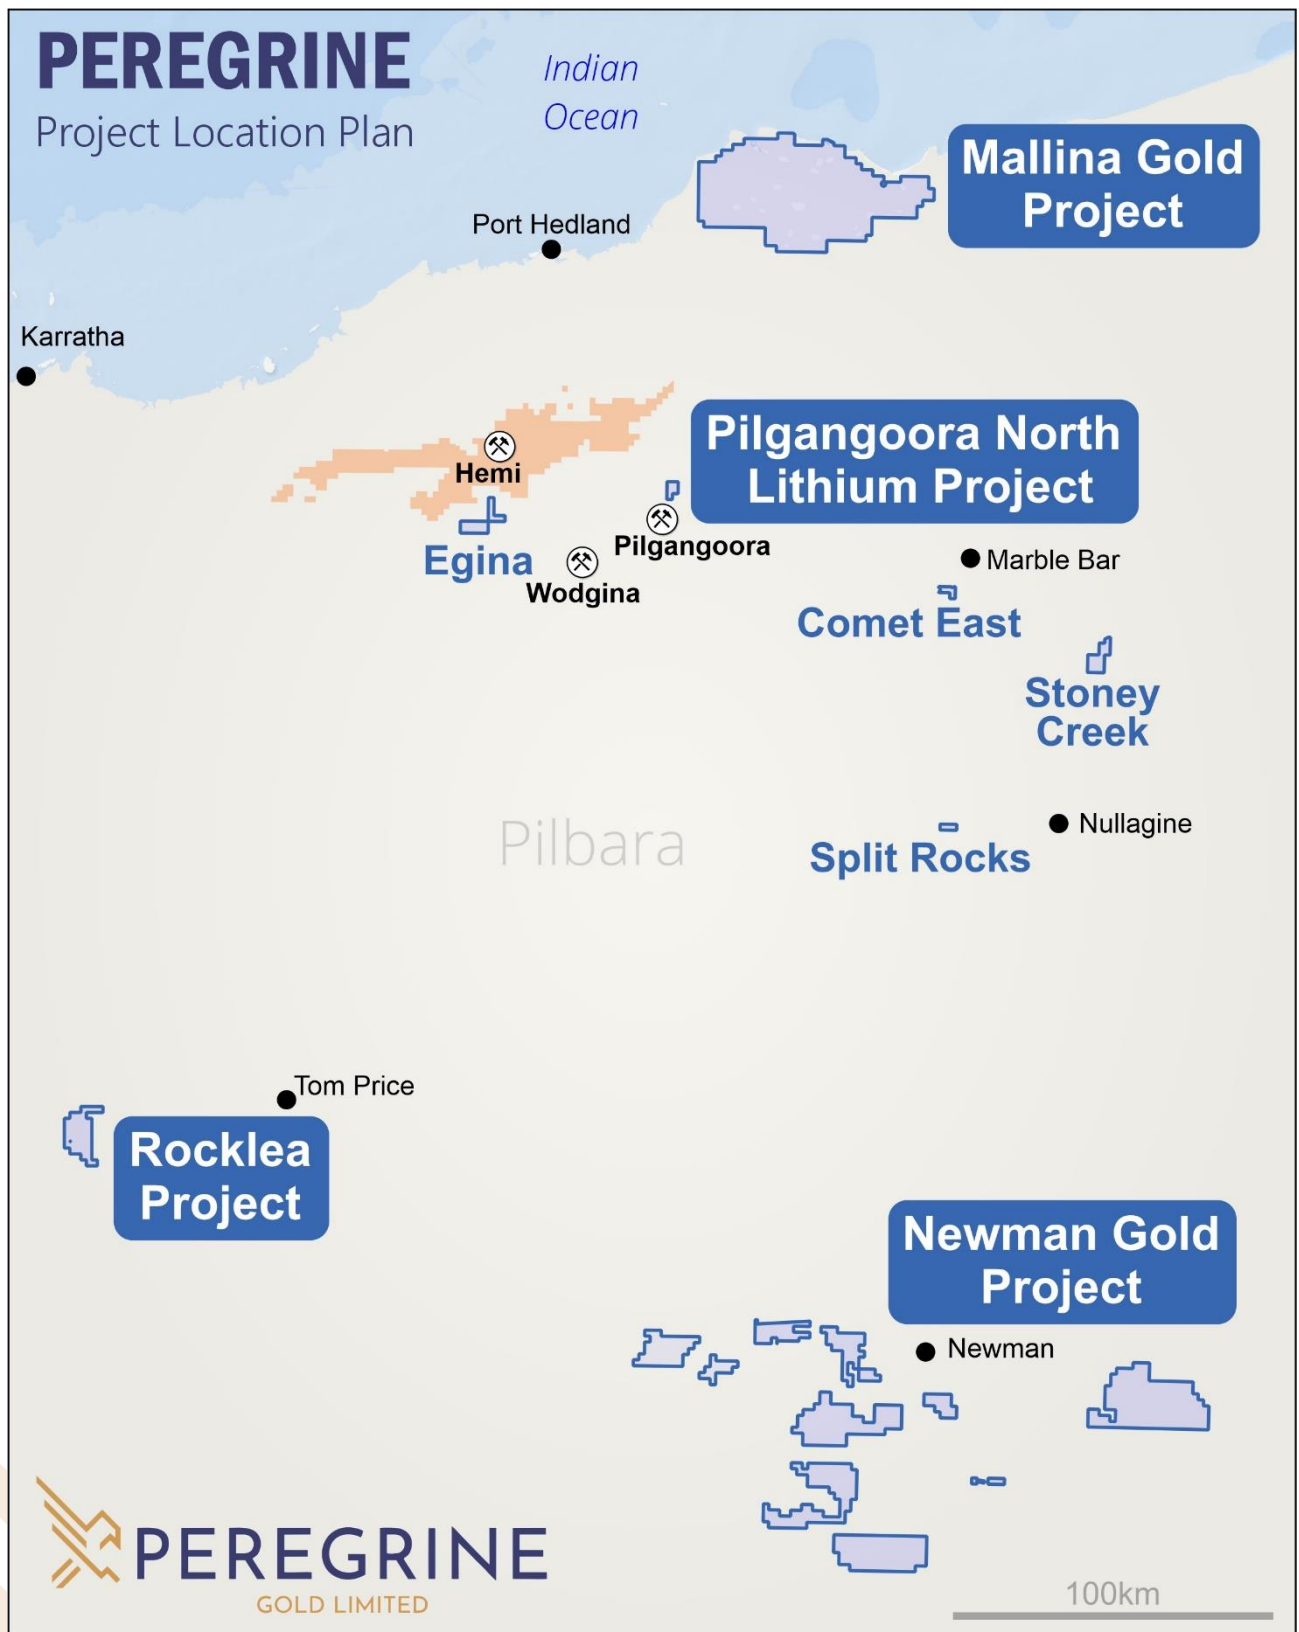 PEREGRINE
Project Location Plan
Indian
Ocean
Mallina Gold
Project
Port Hedland
Karratha
Pilgangoora North
Lithium Project
Hemi
Egina
Pilgangoora
Wodgina
Marble Bar
Comet East
Stoney
Creek
Pilbara
Nullagine
Split Rocks
Tom Price
Rocklea
Project
Newman Gold
Project
Newman
PEREGRINE
GOLD LIMITED
100km